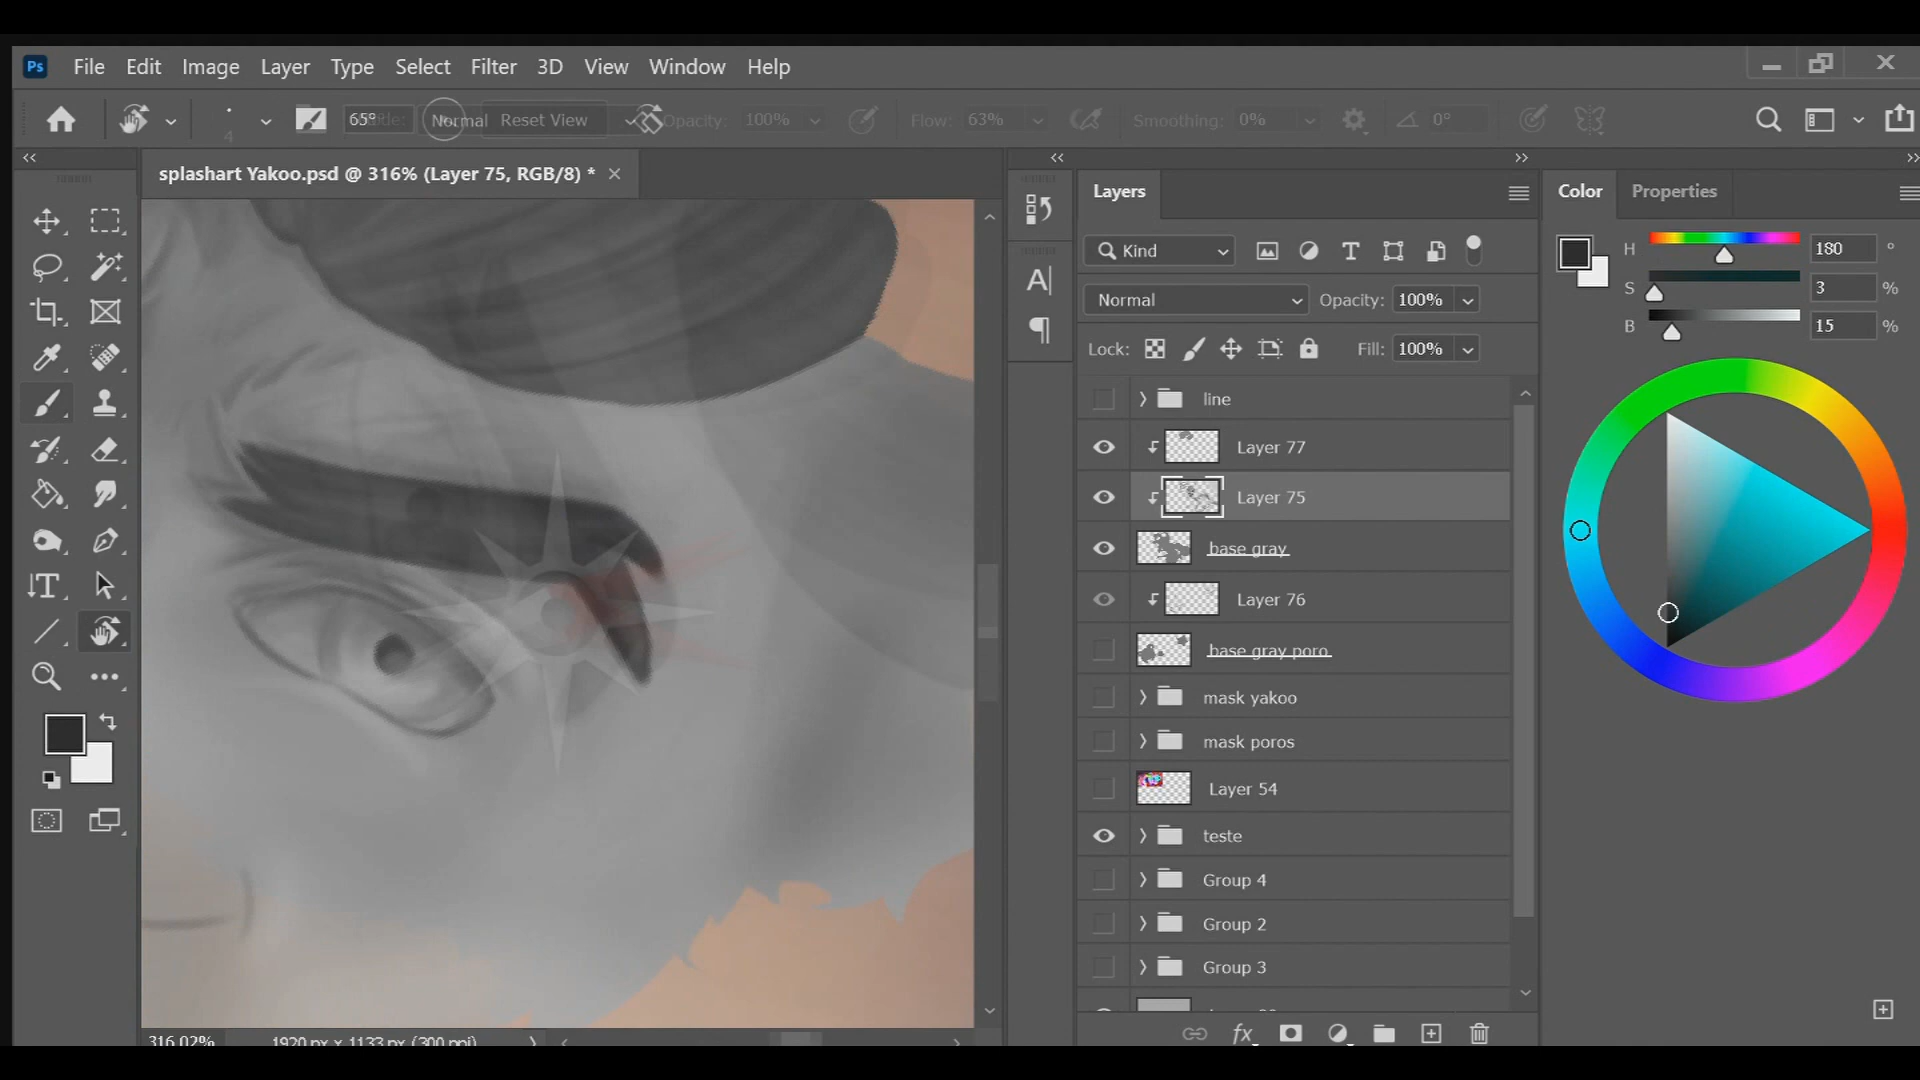 Ps File Edit Image Layer Type Select Filter 3D View Window Help
4 65° Normal Reset View Opacity: 100% Flow: 63% Smoothing: 0% 0°
splashart Yakoo.psd @ 316% (Layer 75, RGB/8) *
Layers
Color Properties
Kind
H 180 °
Normal Opacity: 100%
S 3 %
B 15 %
Lock: Fill: 100%
line
Layer 77
Layer 75
base gray
Layer 76
base gray poro
mask yakoo
mask poros
Layer 54
teste
Group 4
Group 2
Group 3
fx
316.02% 1920 px x 1133 px (300 ppi)